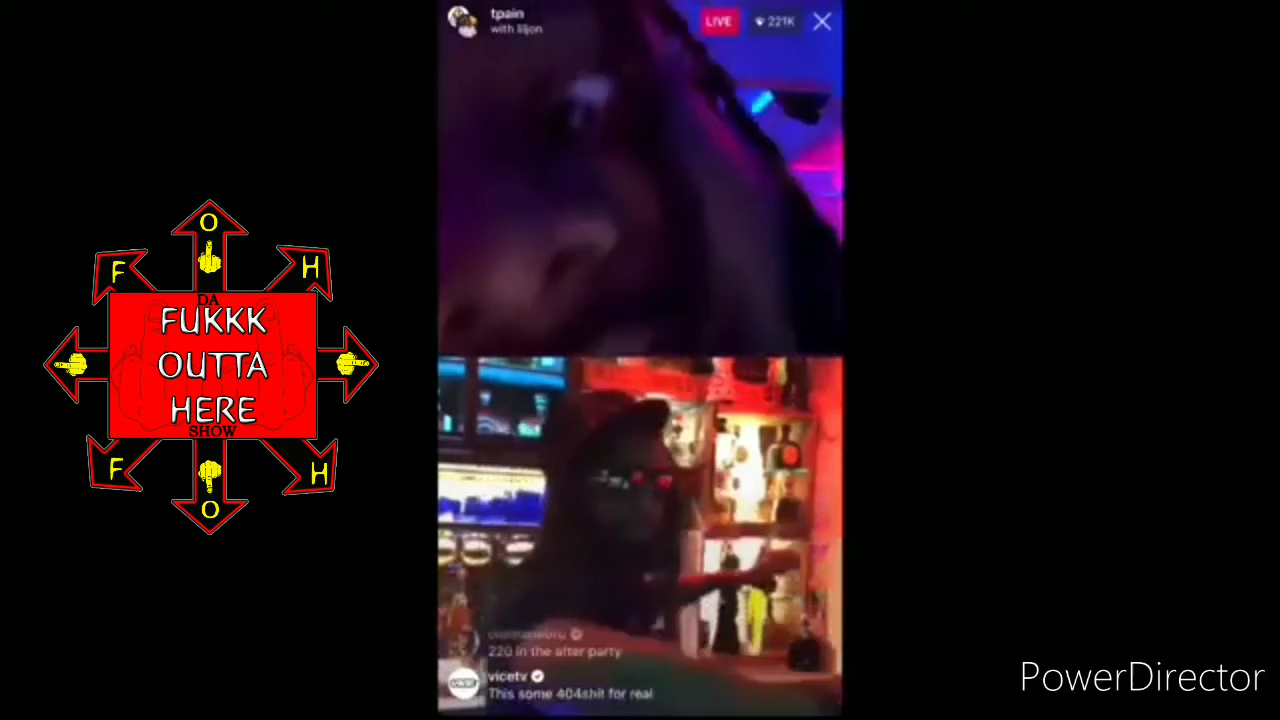 tpain
with liljon
LIVE
221K
O
F
H
DA
FUKKK
OUTTA
HERE
SHOW
F
H
O
220 in the after party
vicetv
This some 404shit for real
PowerDirector